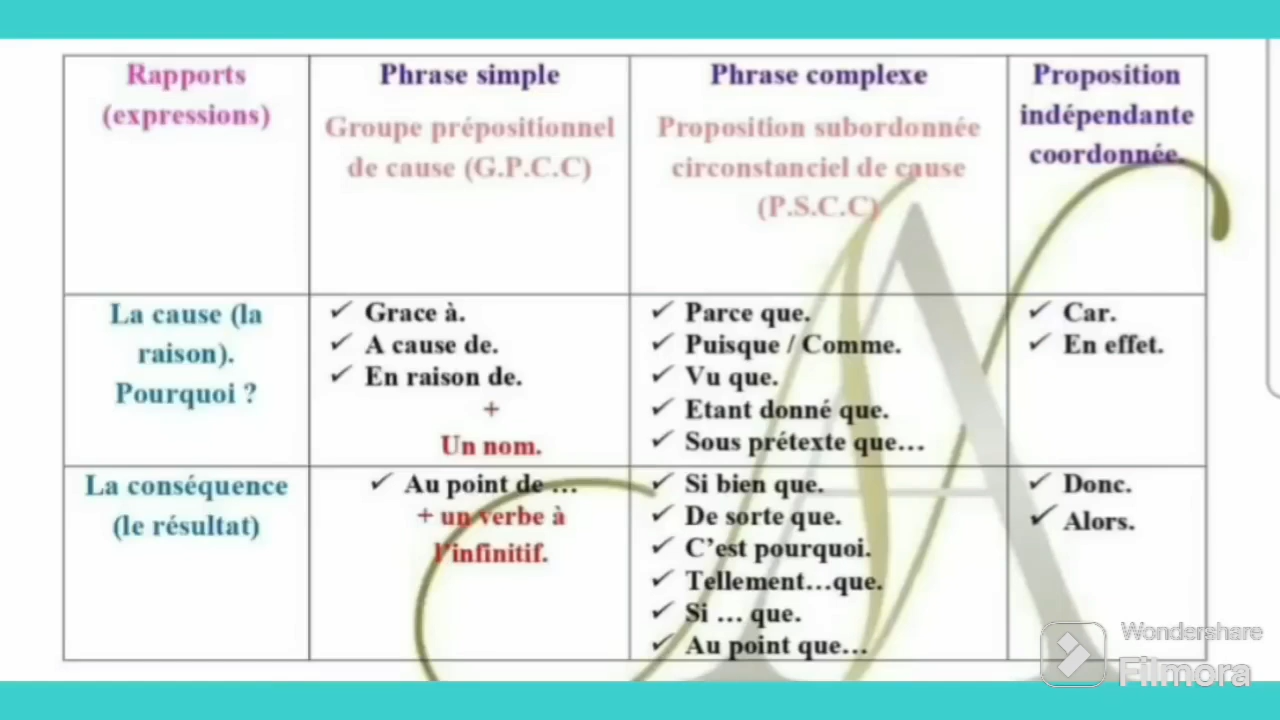 Rapports
(expressions)
Phrase simple
Groupe prépositionnel
de cause (G.P.C.C)
Phrase complexe
Proposition subordonnée
circonstanciel de cause
(P.S.C.C)
Proposition
indépendante
coordonnée.
La cause (la
raison).
Pourquoi ?
✓ Grace à.
✓ A cause de.
✓ En raison de.
+
Un nom.
✓ Parce que.
✓ Puisque / Comme.
✓ Vu que.
✓ Etant donné que.
✓ Sous prétexte que…
✓ Car.
✓ En effet.
La conséquence
(le résultat)
✓ Au point de …
+ un verbe à
l’infinitif.
✓ Si bien que.
✓ De sorte que.
✓ C’est pourquoi.
✓ Tellement…que.
✓ Si … que.
✓ Au point que…
✓ Donc.
✓ Alors.
Wondershare
Filmora